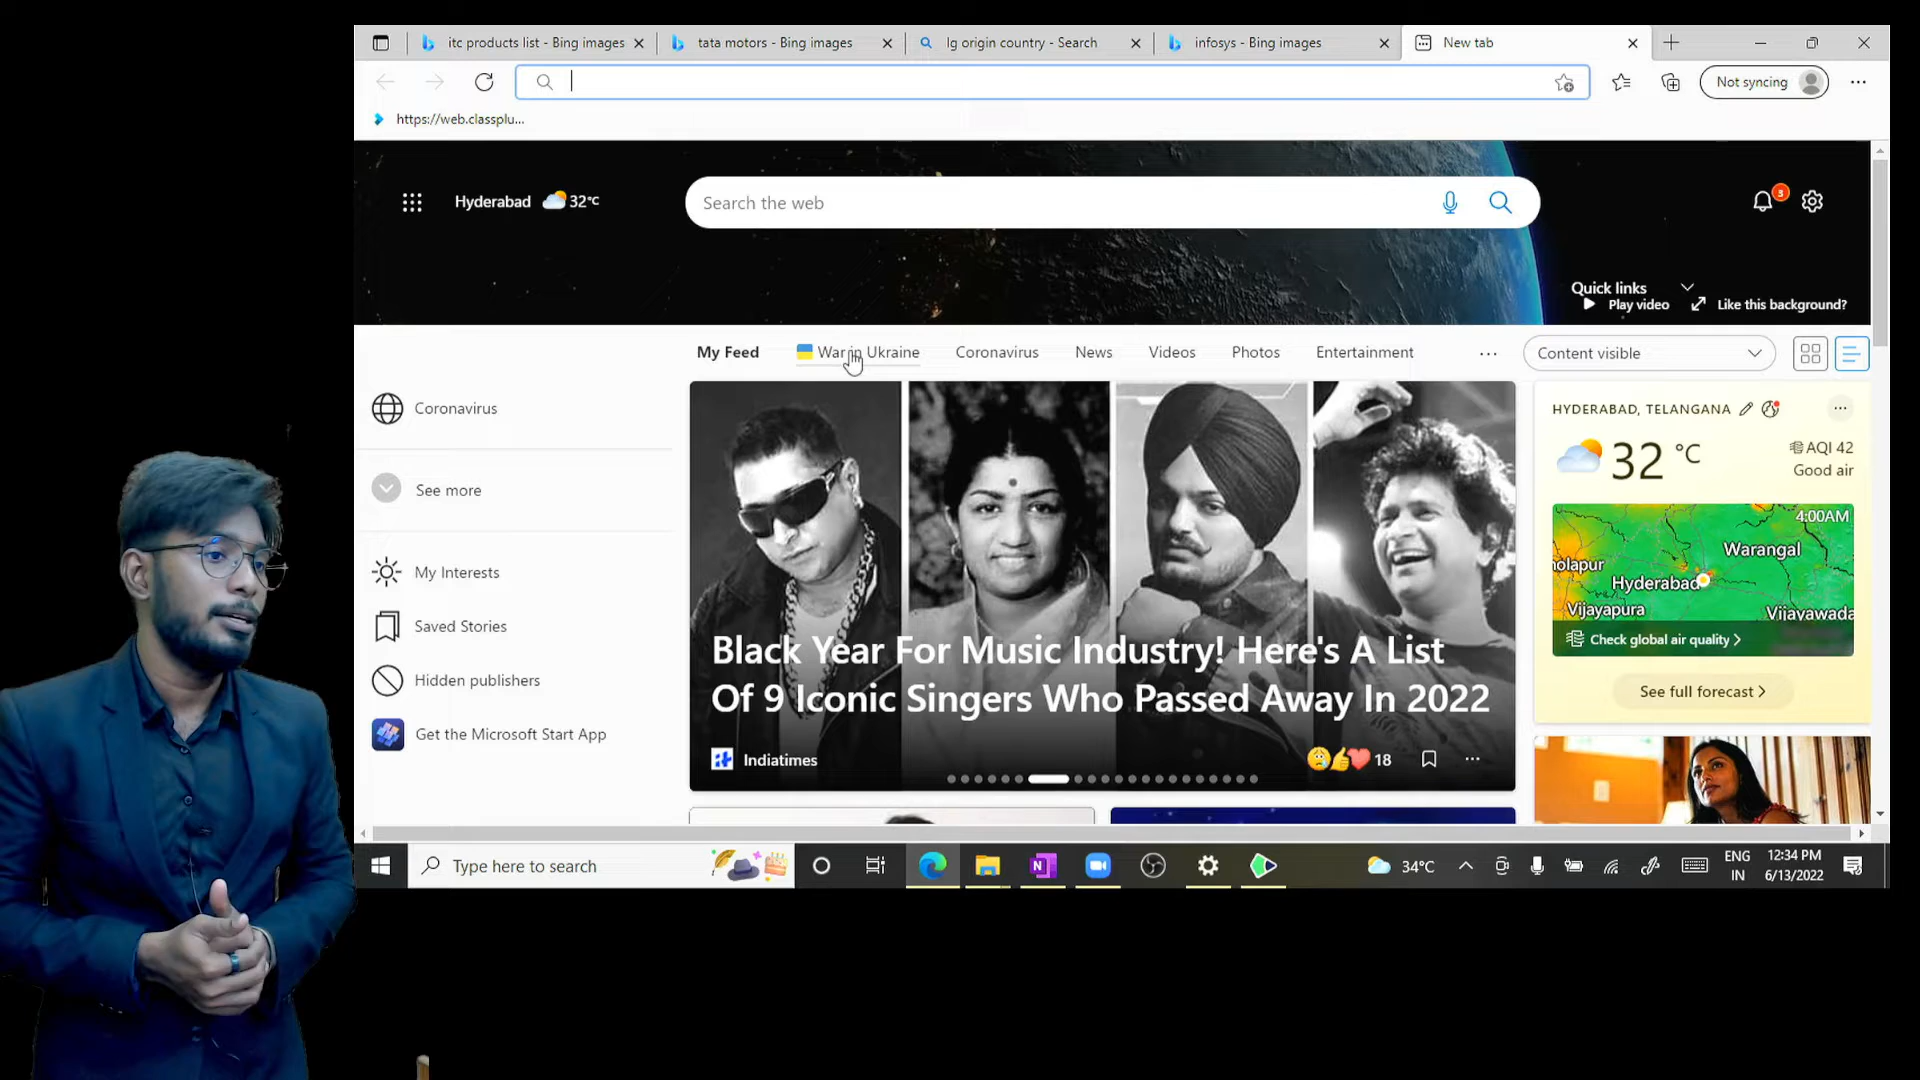 itc products list - Bing images
tata motors - Bing images
lg origin country - Search
infosys - Bing images
New tab
Not syncing
https://web.classplu...
Hyderabad 32°C
Search the web
3
Quick links
Play video
Like this background?
My Feed
War in Ukraine
Coronavirus
News
Videos
Photos
Entertainment
Content visible
Coronavirus
See more
My Interests
Saved Stories
Hidden publishers
Get the Microsoft Start App
Black Year For Music Industry! Here's A List
Of 9 Iconic Singers Who Passed Away In 2022
Indiatimes
18
HYDERABAD, TELANGANA
32 °C
AQI 42
Good air
4:00AM
Warangal
holapur
Hyderabad
Vijayapura
Vijayawada
Check global air quality
See full forecast
Type here to search
34°C
ENG
IN
12:34 PM
6/13/2022